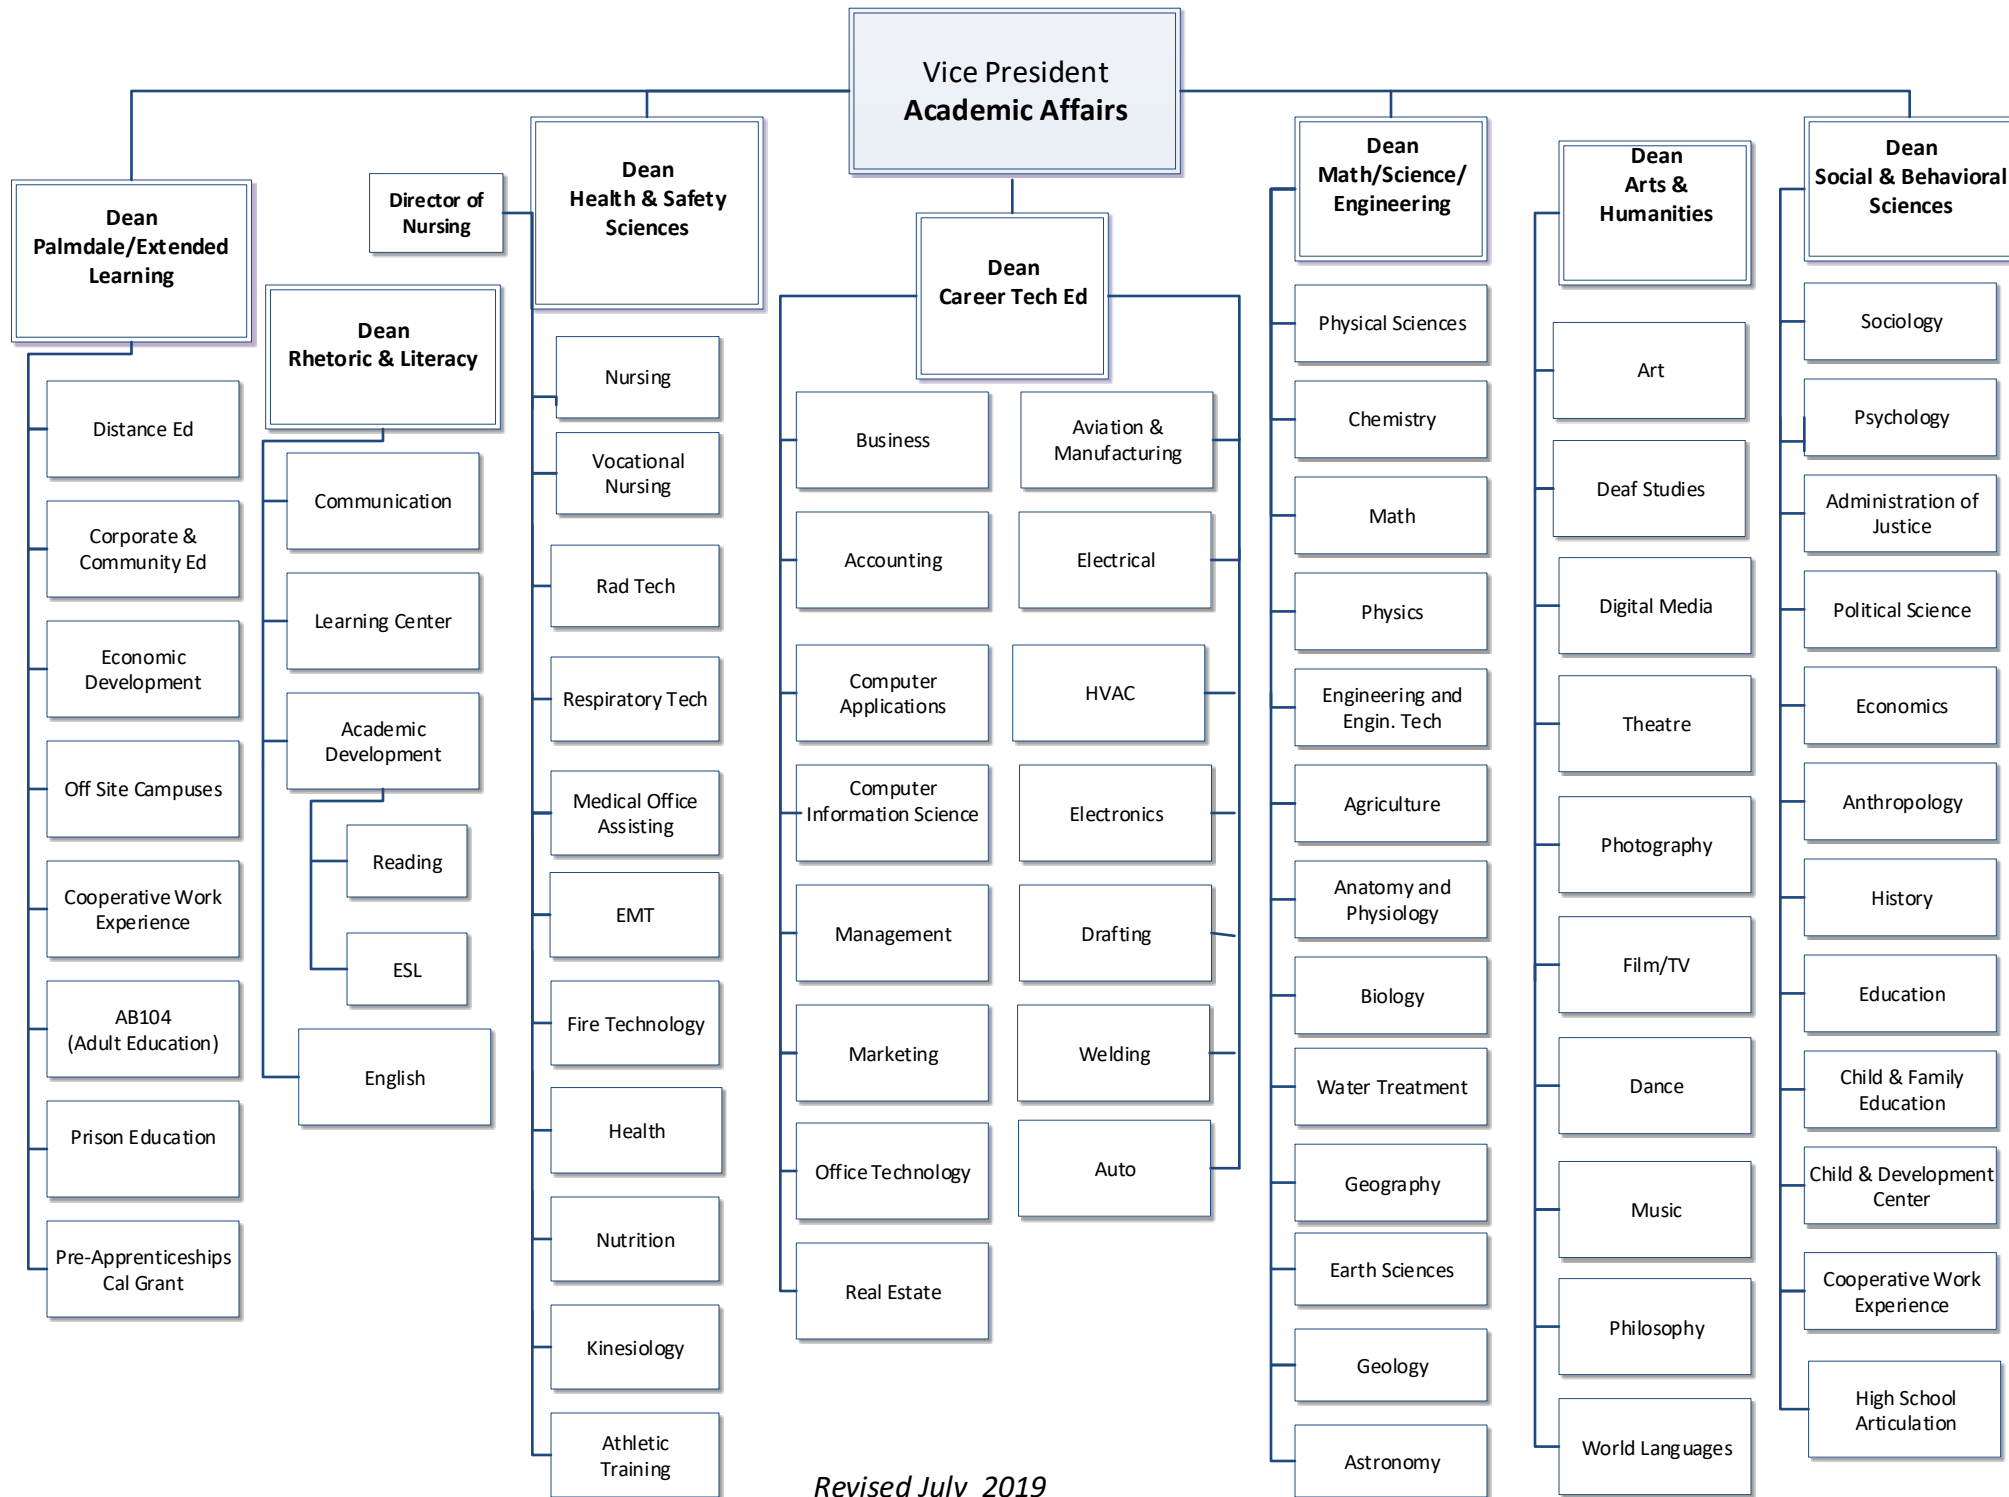 Vice President
Academic Affairs
Dean
Palmdale/Extended
Learning
Distance Ed
Corporate &
Community Ed
Economic
Development
Off Site Campuses
Cooperative Work
Experience
AB104
(Adult Education)
Prison Education
Pre-Apprenticeships
Cal Grant
Dean
Rhetoric & Literacy
Communication
Learning Center
Academic
Development
Reading
ESL
English
Director of
Nursing
Dean
Health & Safety
Sciences
Nursing
Vocational
Nursing
Rad Tech
Respiratory Tech
Medical Office
Assisting
EMT
Fire Technology
Health
Nutrition
Kinesiology
Athletic
Training
Dean
Career Tech Ed
Business
Accounting
Computer
Applications
Computer
Information Science
Management
Marketing
Office Technology
Real Estate
Aviation &
Manufacturing
Electrical
HVAC
Electronics
Drafting
Welding
Auto
Dean
Math/Science/
Engineering
Physical Sciences
Chemistry
Math
Physics
Engineering and
Engin. Tech
Agriculture
Anatomy and
Physiology
Biology
Water Treatment
Geography
Earth Sciences
Geology
Astronomy
Dean
Arts &
Humanities
Art
Deaf Studies
Digital Media
Theatre
Photography
Film/TV
Dance
Music
Philosophy
World Languages
Dean
Social & Behavioral
Sciences
Sociology
Psychology
Administration of
Justice
Political Science
Economics
Anthropology
History
Education
Child & Family
Education
Child & Development
Center
Cooperative Work
Experience
High School
Articulation
Revised July 2019